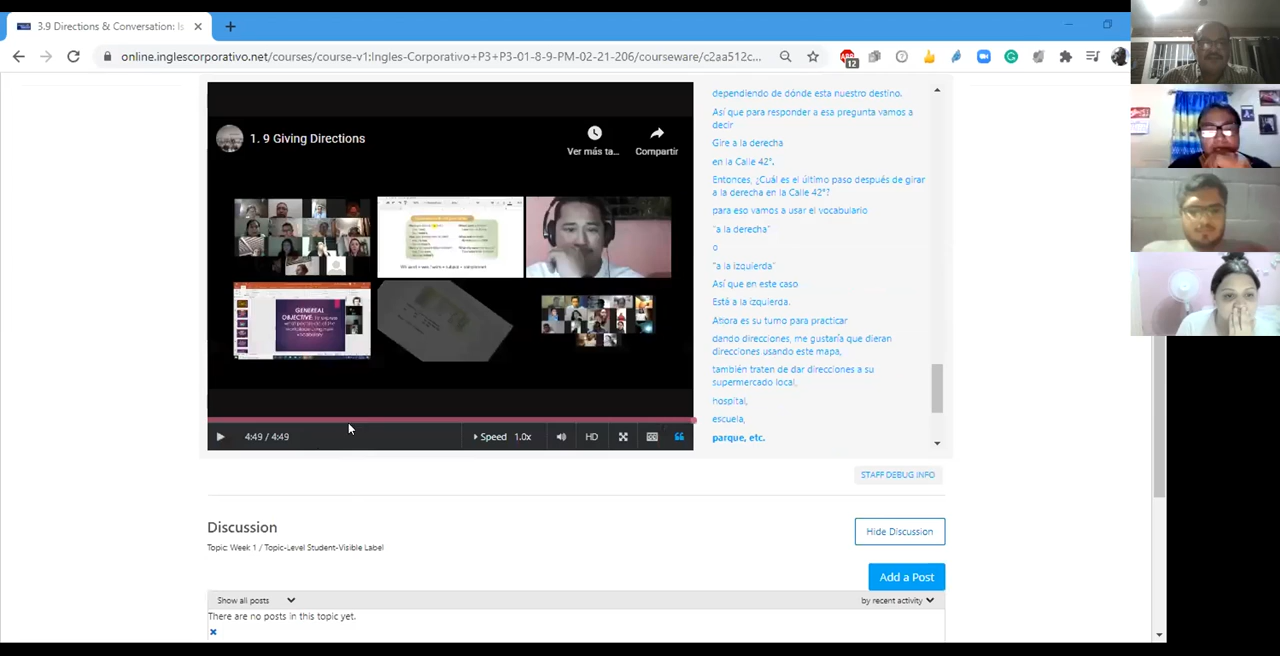 3.9 Directions & Conversation: Is
online.inglescorporativo.net/courses/course-v1:Ingles-Corporativo+P3+P3-01-8-9-PM-02-21-206/courseware/c2aa512c...
12
1. 9 Giving Directions
Ver más ta...
Compartir
GENERAL
OBJECTIVE:
4:49 / 4:49
Speed 1.0x
HD
dependiendo de dónde esta nuestro destino.
Así que para responder a esa pregunta vamos a
decir
Gire a la derecha
en la Calle 42ª.
Entonces, ¿Cuál es el último paso después de girar
a la derecha en la Calle 42ª?
para eso vamos a usar el vocabulario
"a la derecha"
o
"a la izquierda"
Así que en este caso
Está a la izquierda.
Ahora es su turno para practicar
dando direcciones, me gustaría que dieran
direcciones usando este mapa,
también traten de dar direcciones a su
supermercado local,
hospital,
escuela,
parque, etc.
STAFF DEBUG INFO
Discussion
Topic: Week 1 / Topic-Level Student-Visible Label
Hide Discussion
Add a Post
Show all posts
by recent activity
There are no posts in this topic yet.